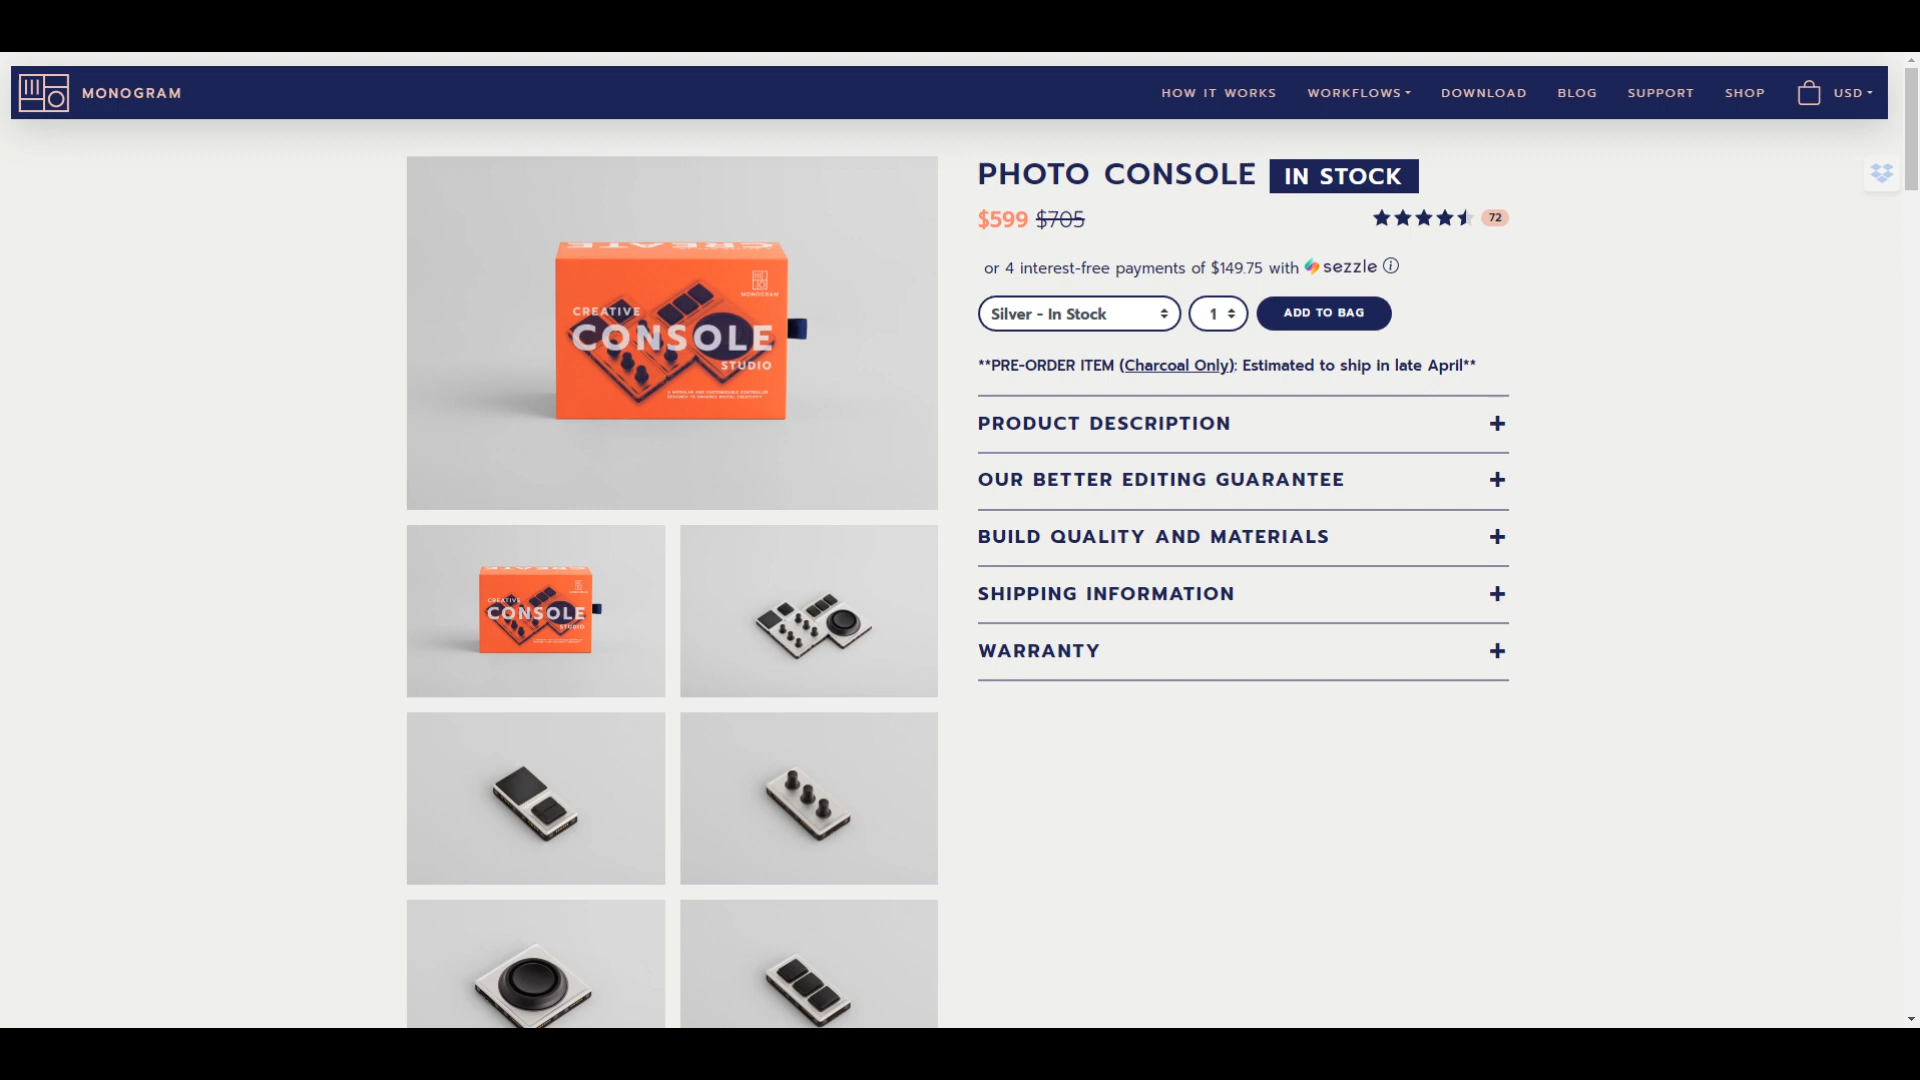 MONOGRAM
HOW IT WORKS WORKFLOWS DOWNLOAD BLOG SUPPORT SHOP USD
PHOTO CONSOLE IN STOCK
$599 $705 72
or 4 interest-free payments of $149.75 with sezzle
Silver - In Stock 1 ADD TO BAG
**PRE-ORDER ITEM (Charcoal Only): Estimated to ship in late April**
PRODUCT DESCRIPTION +
OUR BETTER EDITING GUARANTEE +
BUILD QUALITY AND MATERIALS +
SHIPPING INFORMATION +
WARRANTY +
CREATE
MONOGRAM
CREATIVE
CONSOLE
STUDIO
CREATE
CREATIVE
CONSOLE
STUDIO